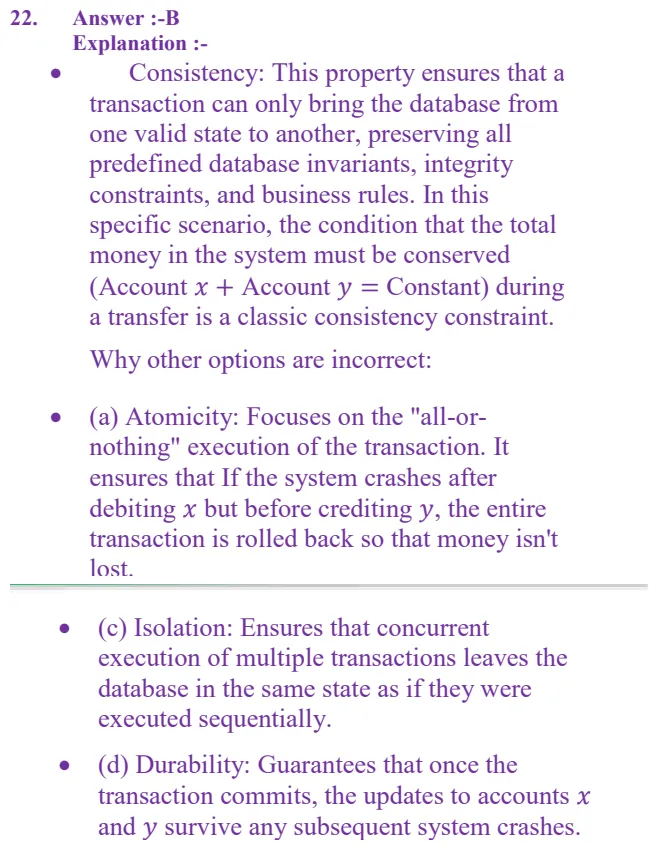 22. Answer :-B
Explanation :-
• Consistency: This property ensures that a
transaction can only bring the database from
one valid state to another, preserving all
predefined database invariants, integrity
constraints, and business rules. In this
specific scenario, the condition that the total
money in the system must be conserved
(Account 𝑥 + Account 𝑦 = Constant) during
a transfer is a classic consistency constraint.
Why other options are incorrect:
• (a) Atomicity: Focuses on the "all-or-
nothing" execution of the transaction. It
ensures that If the system crashes after
debiting 𝑥 but before crediting 𝑦, the entire
transaction is rolled back so that money isn't
lost.
• (c) Isolation: Ensures that concurrent
execution of multiple transactions leaves the
database in the same state as if they were
executed sequentially.
• (d) Durability: Guarantees that once the
transaction commits, the updates to accounts 𝑥
and 𝑦 survive any subsequent system crashes.